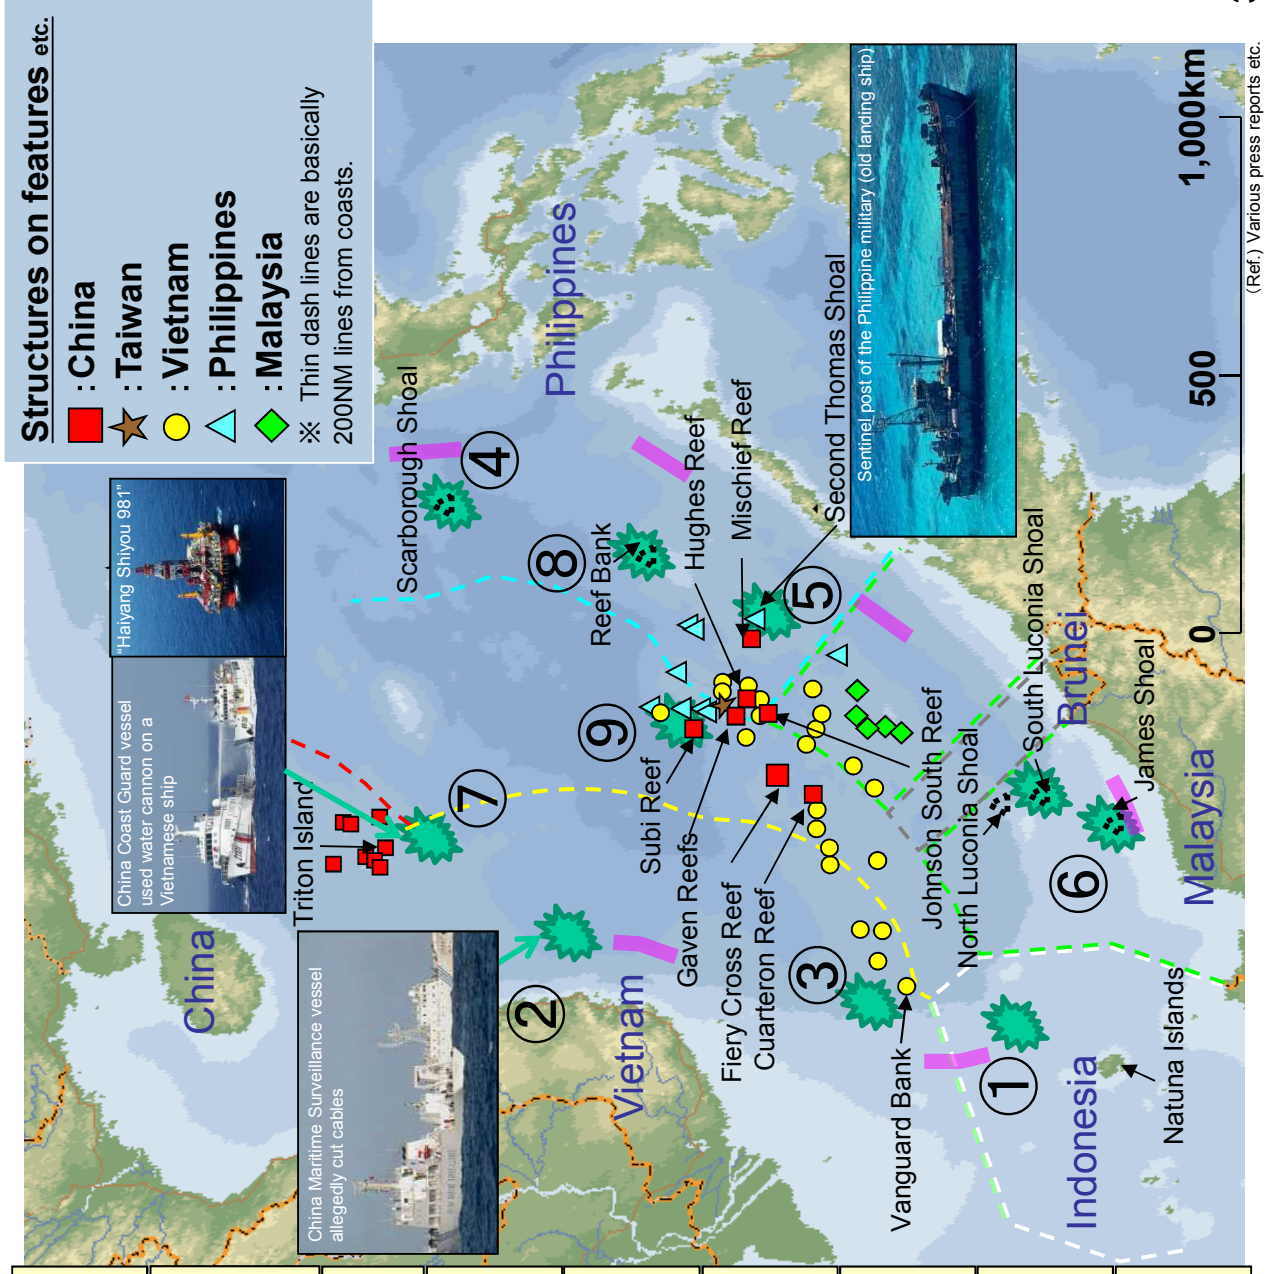 Structures on features etc.
: China
: Taiwan
: Vietnam
: Philippines
: Malaysia
※ Thin dash lines are basically
200NM lines from coasts.
"Haiyang Shiyou 981"
China Coast Guard vessel
used water cannon on a
Vietnamese ship
China Maritime Surveillance vessel
allegedly cut cables
Sentinel post of the Philippine military (old landing ship)
China
Triton Island
⑦
②
Vietnam
Scarborough Shoal
④
Philippines
⑧
Reef Bank
Hughes Reef
Mischief Reef
Second Thomas Shoal
⑤
⑨
Subi Reef
Gaven Reefs
Fiery Cross Reef
Cuarteron Reef
③
Johnson South Reef
North Luconia Shoal
South Luconia Shoal
Brunei
James Shoal
⑥
Malaysia
Vanguard Bank
①
Indonesia
Natuna Islands
0
500
1,000km
(Ref.) Various press reports etc.